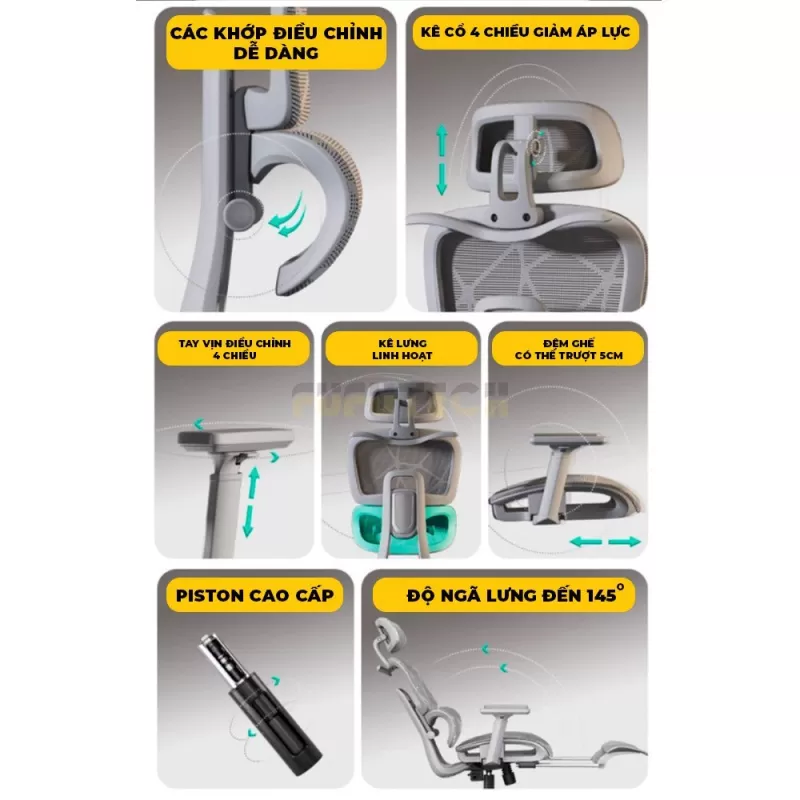 CÁC KHỚP ĐIỀU CHỈNH
DỄ DÀNG
KÊ CỔ 4 CHIỀU GIẢM ÁP LỰC
TAY VỊN ĐIỀU CHỈNH
4 CHIỀU
KÊ LƯNG
LINH HOẠT
ĐỆM GHẾ
CÓ THỂ TRƯỢT 5CM
PISTON CAO CẤP
ĐỘ NGÃ LƯNG ĐẾN 145°